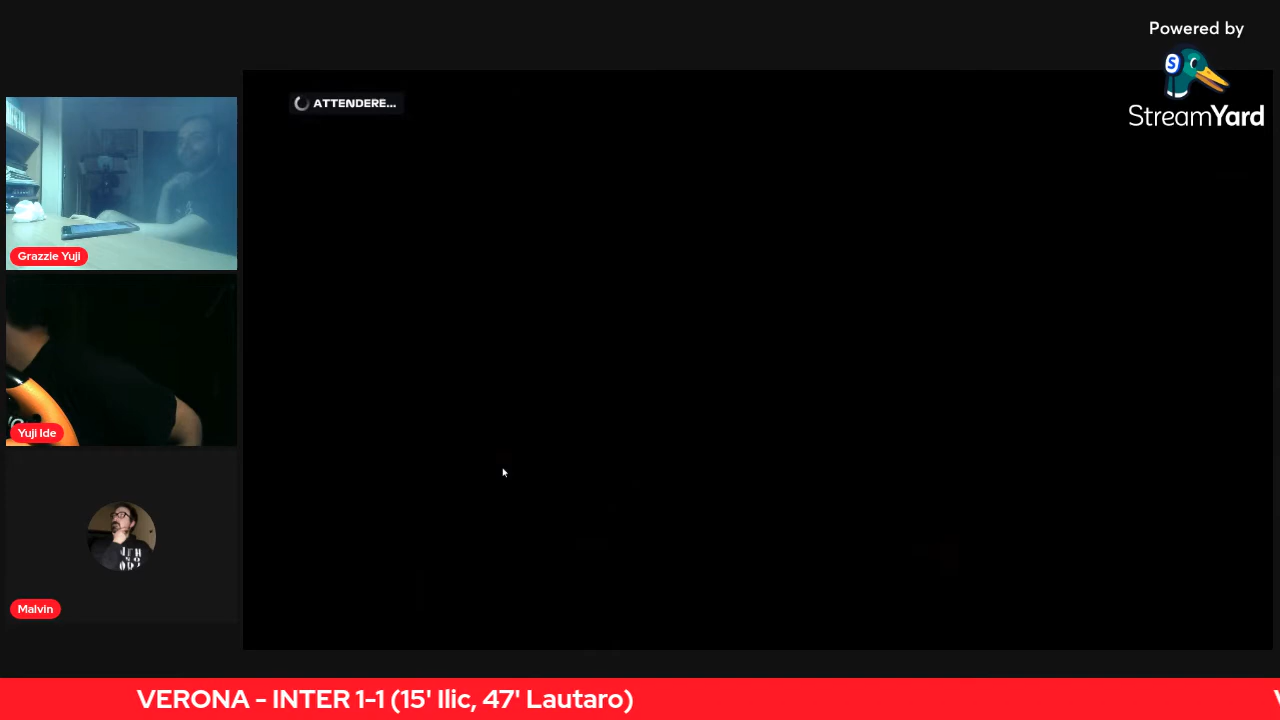 Powered by
StreamYard
ATTENDERE...
Grazzie Yuji
Yuji Ide
Malvin
VERONA - INTER 1-1 (15' Ilic, 47' Lautaro)